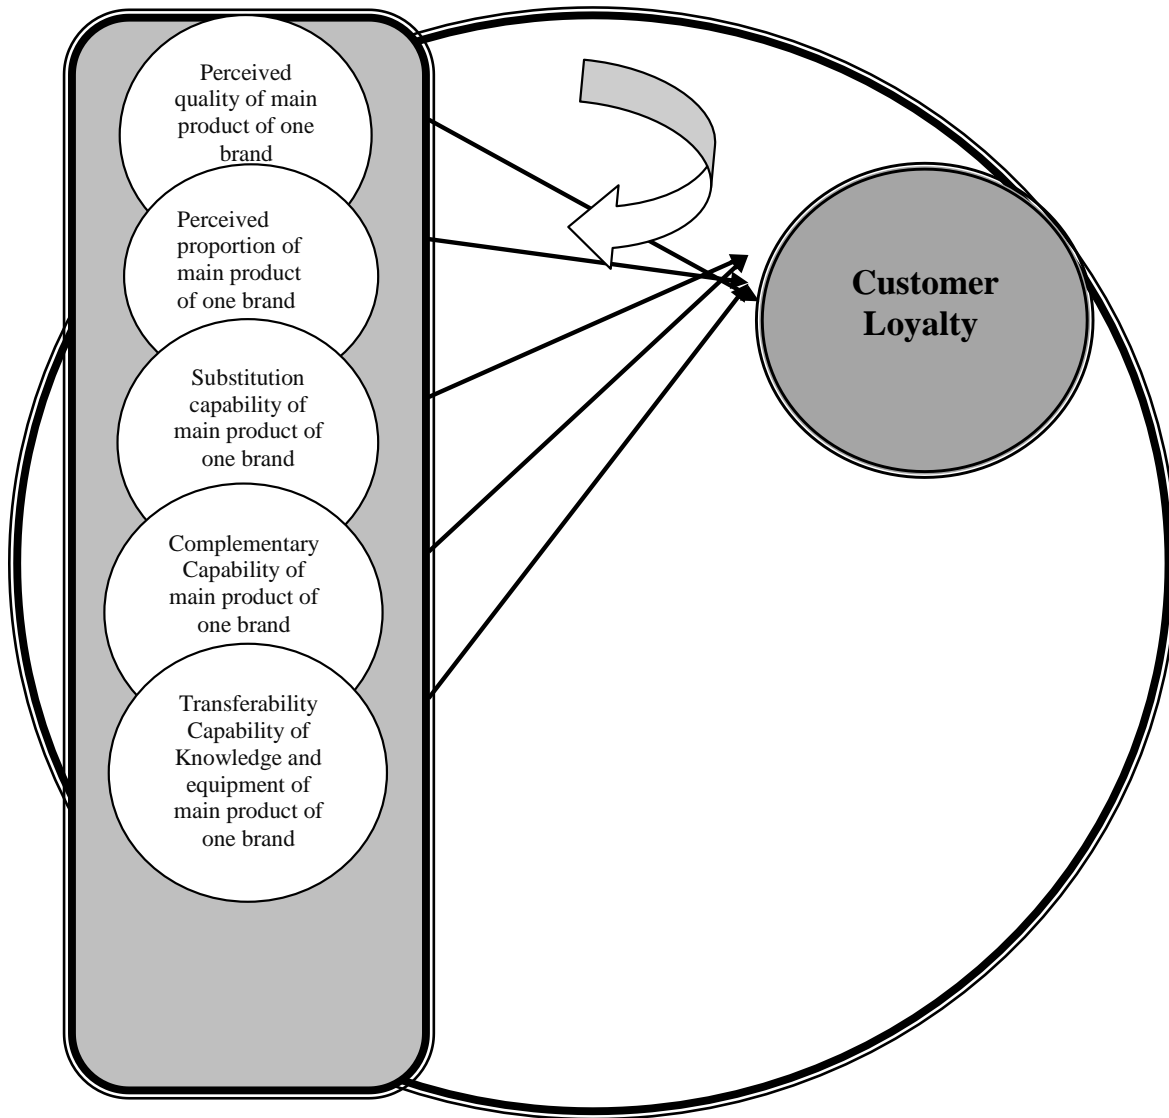 Perceived
quality of main
product of one
brand
Perceived
proportion of
main product
of one brand
Substitution
capability of
main product of
one brand
Complementary
Capability of
main product of
one brand
Transferability
Capability of
Knowledge and
equipment of
main product of
one brand
Customer
Loyalty